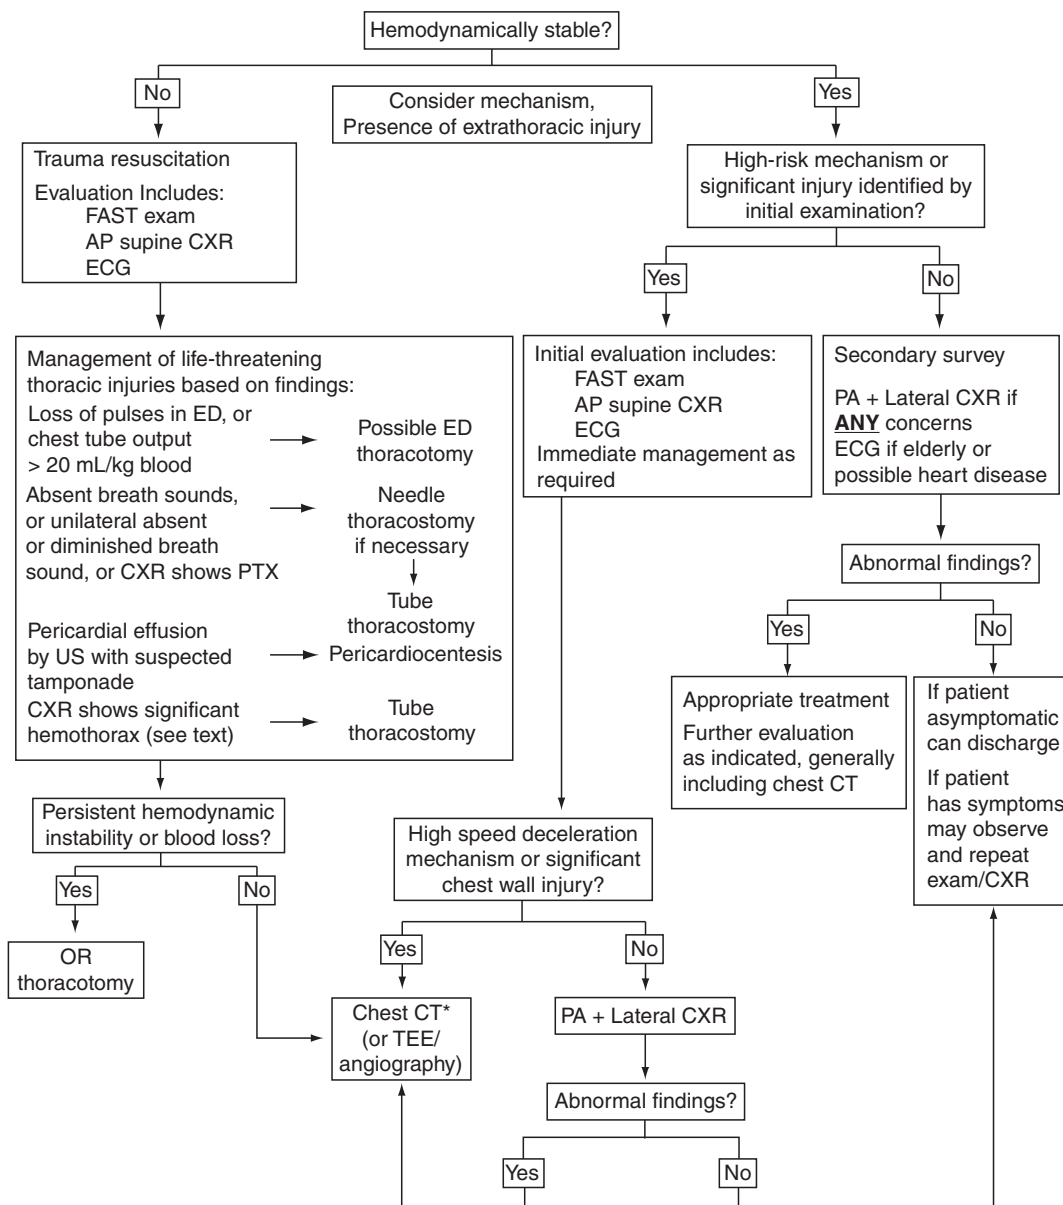 Hemodynamically stable?
No
Consider mechanism,
Presence of extrathoracic injury
Yes
Trauma resuscitation
Evaluation Includes:
FAST exam
AP supine CXR
ECG
High-risk mechanism or
significant injury identified by
initial examination?
Yes
No
Management of life-threatening
thoracic injuries based on findings:
Loss of pulses in ED, or
chest tube output
> 20 mL/kg blood
Possible ED
thoracotomy
Absent breath sounds,
or unilateral absent
or diminished breath
sound, or CXR shows PTX
Needle
thoracostomy
if necessary
Tube
thoracostomy
Pericardial effusion
by US with suspected
tamponade
Pericardiocentesis
CXR shows significant
hemothorax (see text)
Tube
thoracostomy
Initial evaluation includes:
FAST exam
AP supine CXR
ECG
Immediate management as
required
Secondary survey
PA + Lateral CXR if
ANY concerns
ECG if elderly or
possible heart disease
Abnormal findings?
Yes
No
Appropriate treatment
Further evaluation
as indicated, generally
including chest CT
If patient
asymptomatic
can discharge
If patient
has symptoms
may observe
and repeat
exam/CXR
Persistent hemodynamic
instability or blood loss?
Yes
No
OR
thoracotomy
High speed deceleration
mechanism or significant
chest wall injury?
Yes
No
Chest CT*
(or TEE/
angiography)
PA + Lateral CXR
Abnormal findings?
Yes
No